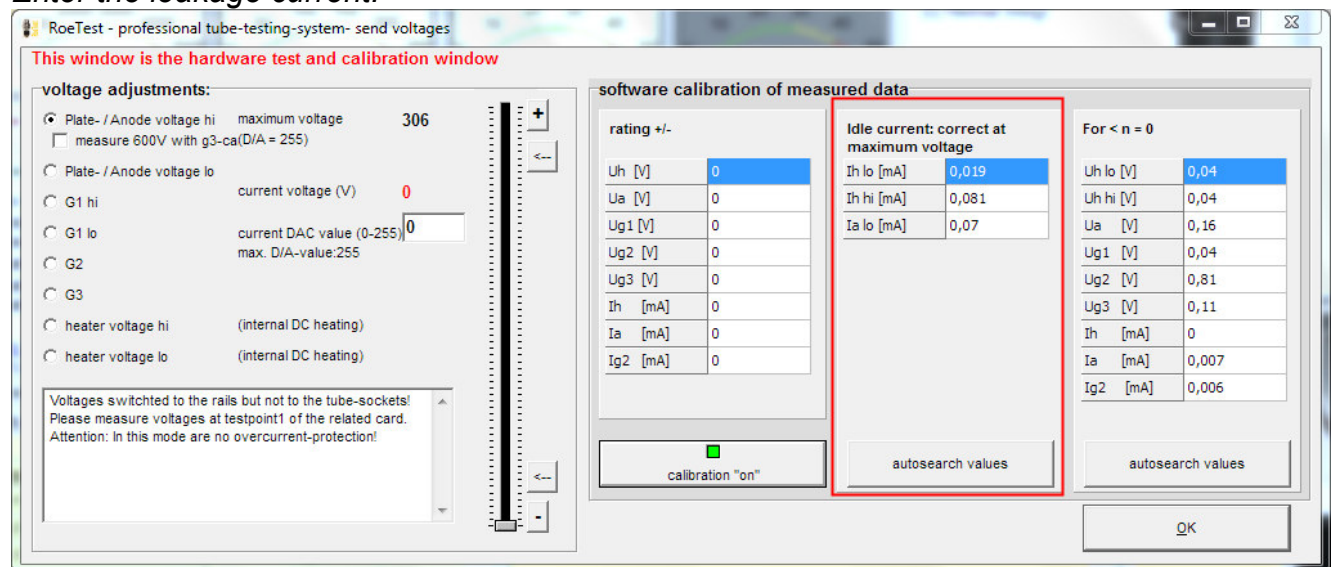 Enter the leakage current.
RoeTest - professional tube-testing-system- send voltages
This window is the hardware test and calibration window
voltage adjustments:
Plate- / Anode voltage hi maximum voltage 306
measure 600V with g3-ca(D/A = 255)
Plate- / Anode voltage lo
current voltage (V) 0
G1 hi
G1 lo current DAC value (0-255) 0
max. D/A-value:255
G2
G3
heater voltage hi (internal DC heating)
heater voltage lo (internal DC heating)
Voltages switchted to the rails but not to the tube-sockets!
Please measure voltages at testpoint1 of the related card.
Attention: In this mode are no overcurrent-protection!
+
<--
<--
-
software calibration of measured data
rating +/-
Uh [V] 0
Ua [V] 0
Ug1 [V] 0
Ug2 [V] 0
Ug3 [V] 0
Ih [mA] 0
Ia [mA] 0
Ig2 [mA] 0
calibration "on"
Idle current: correct at
maximum voltage
Ih lo [mA] 0,019
Ih hi [mA] 0,081
Ia lo [mA] 0,07
autosearch values
For < n = 0
Uh lo [V] 0,04
Uh hi [V] 0,04
Ua [V] 0,16
Ug1 [V] 0,04
Ug2 [V] 0,81
Ug3 [V] 0,11
Ih [mA] 0
Ia [mA] 0,007
Ig2 [mA] 0,006
autosearch values
OK